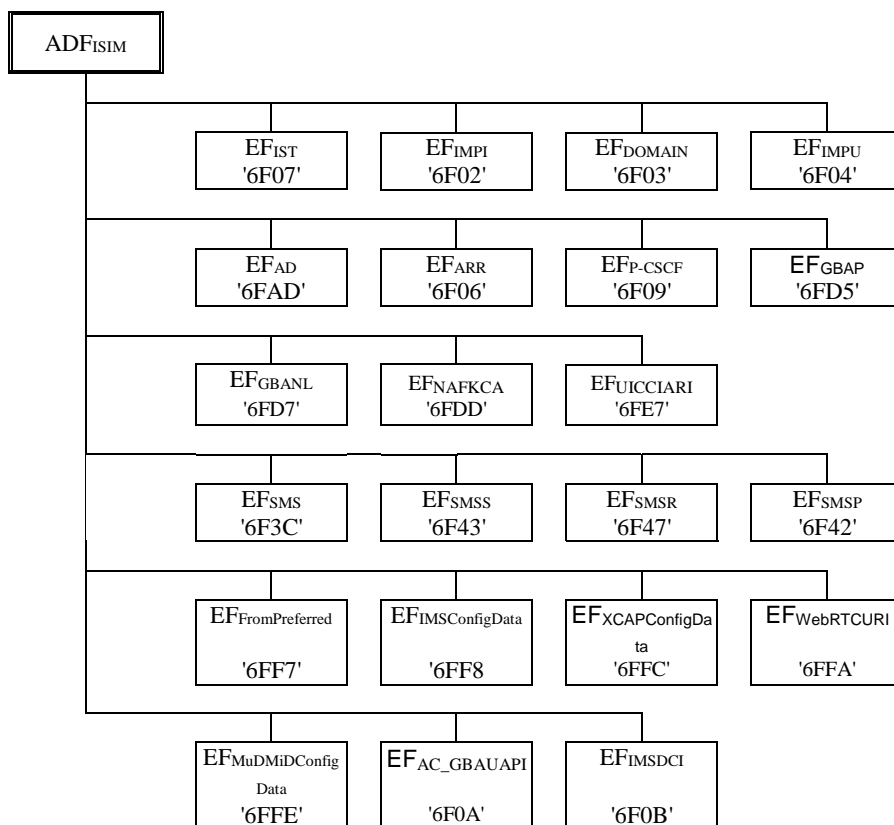 ADFISIM
EFIST
'6F07'
EFIMPI
'6F02'
EFDOMAIN
'6F03'
EFIMPU
'6F04'
EFAD
'6FAD'
EFARR
'6F06'
EFP-CSCF
'6F09'
EFGBAP
'6FD5'
EFGBANL
'6FD7'
EFNAFKCA
'6FDD'
EFUICCIARI
'6FE7'
EFSMS
'6F3C'
EFSMSS
'6F43'
EFSMSR
'6F47'
EFSMSP
'6F42'
EFFromPreferred
'6FF7'
EFIMSConfigData
'6FF8
EFXCAPConfigDa
ta
'6FFC'
EFWebRTCURI
'6FFA'
EFMuDMiDConfig
Data
'6FFE'
EFAC_GBAUAPI
'6F0A'
EFIMSDCI
'6F0B'